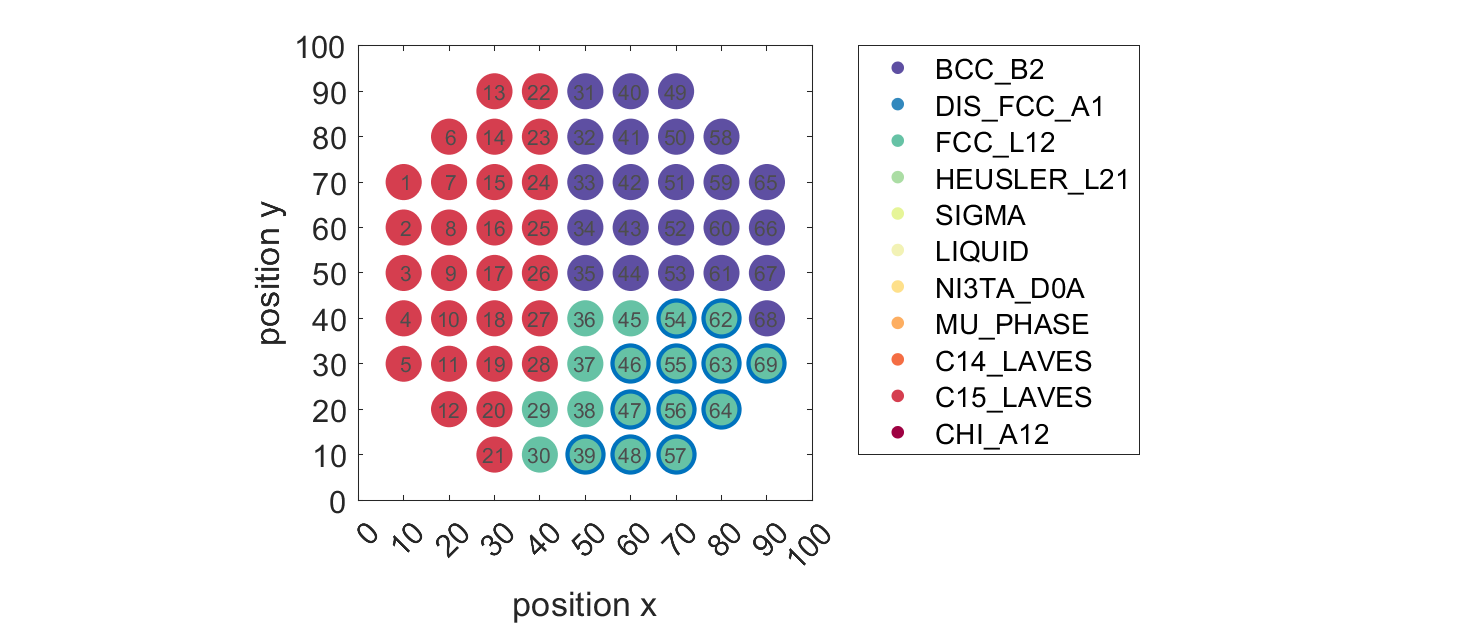 100
90
80
70
60
50
40
30
20
10
0
position y
13 22 31 40 49
6 14 23 32 41 50 58
1 7 15 24 33 42 51 59 65
2 8 16 25 34 43 52 60 66
3 9 17 26 35 44 53 61 67
4 10 18 27 36 45 54 62 68
5 11 19 28 37 46 55 63 69
12 20 29 38 47 56 64
21 30 39 48 57
0 10 20 30 40 50 60 70 80 90 100
position x
BCC_B2
DIS_FCC_A1
FCC_L12
HEUSLER_L21
SIGMA
LIQUID
NI3TA_D0A
MU_PHASE
C14_LAVES
C15_LAVES
CHI_A12